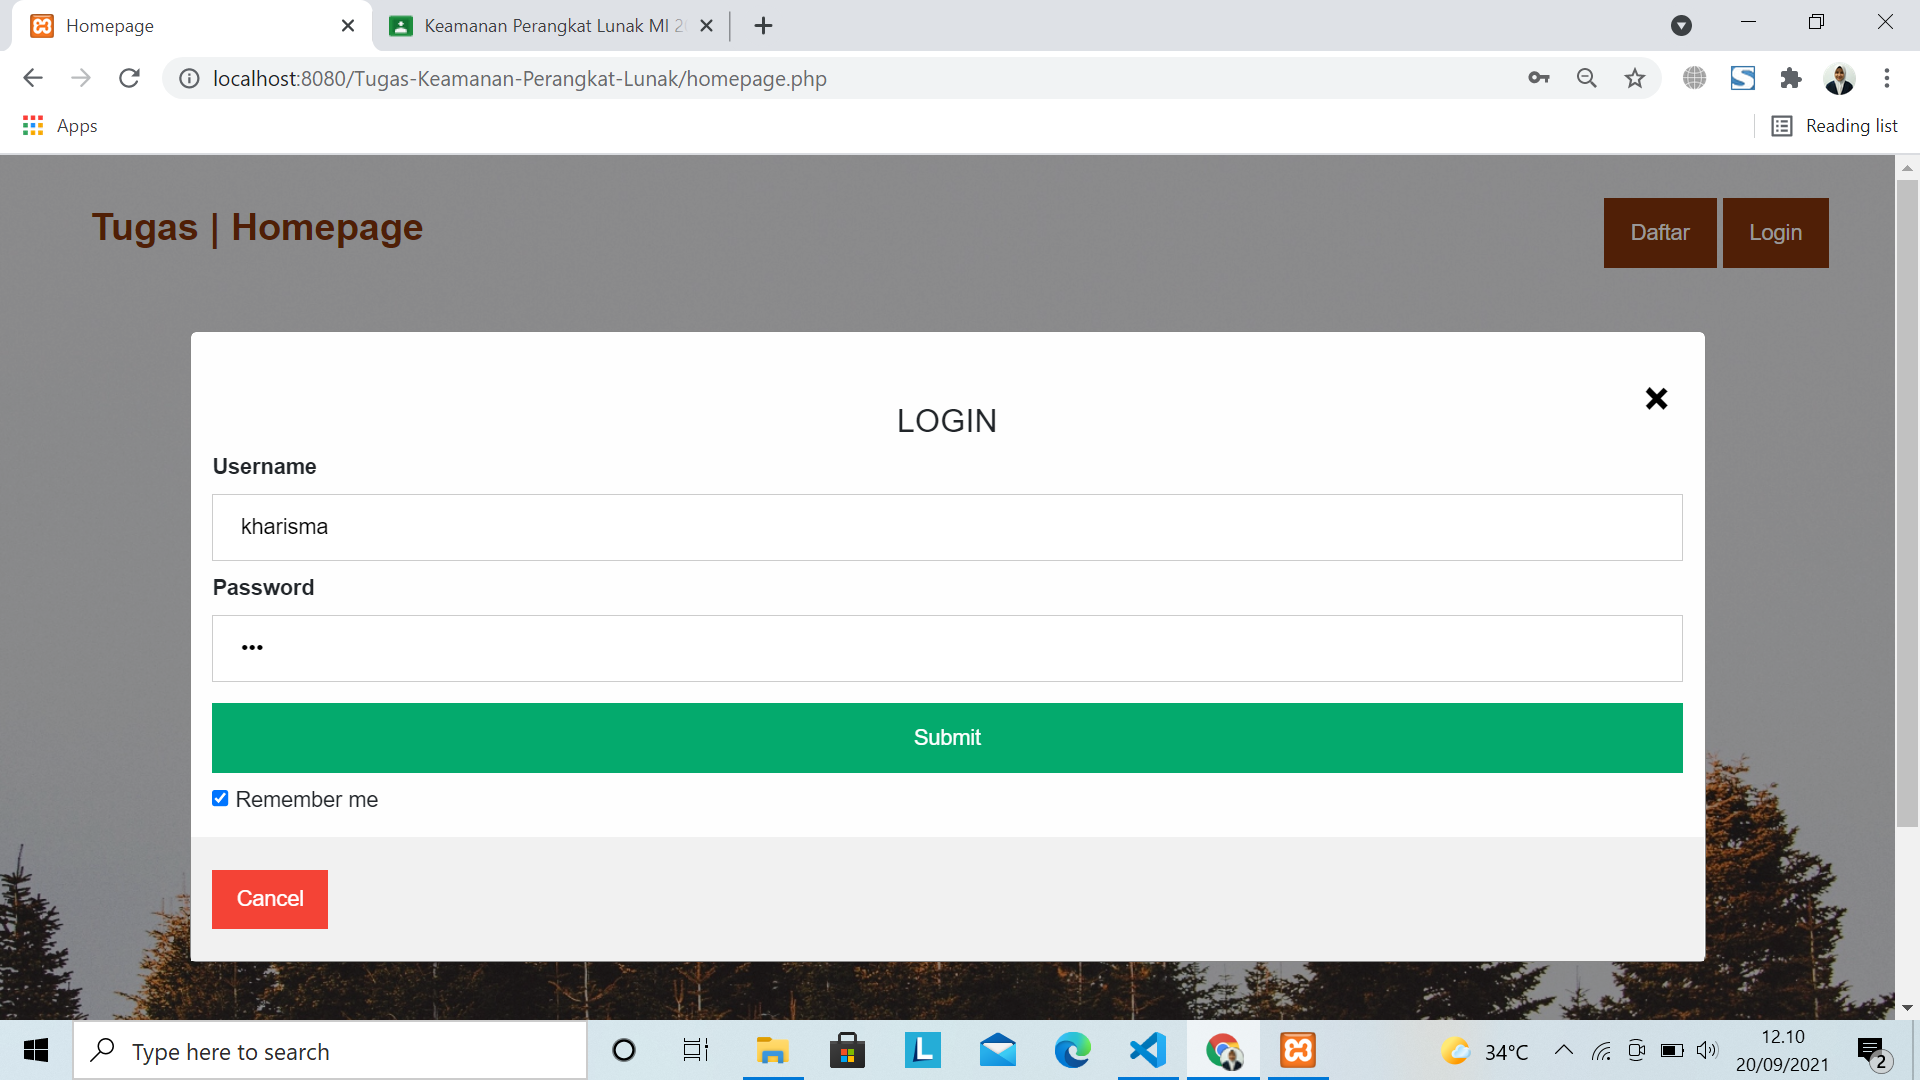 Homepage
Keamanan Perangkat Lunak MI
localhost:8080/Tugas-Keamanan-Perangkat-Lunak/homepage.php
Apps
Reading list
Tugas | Homepage
Daftar
Login
LOGIN
Username
kharisma
Password
•••
Submit
Remember me
Cancel
Type here to search
34°C
12.10
20/09/2021
2